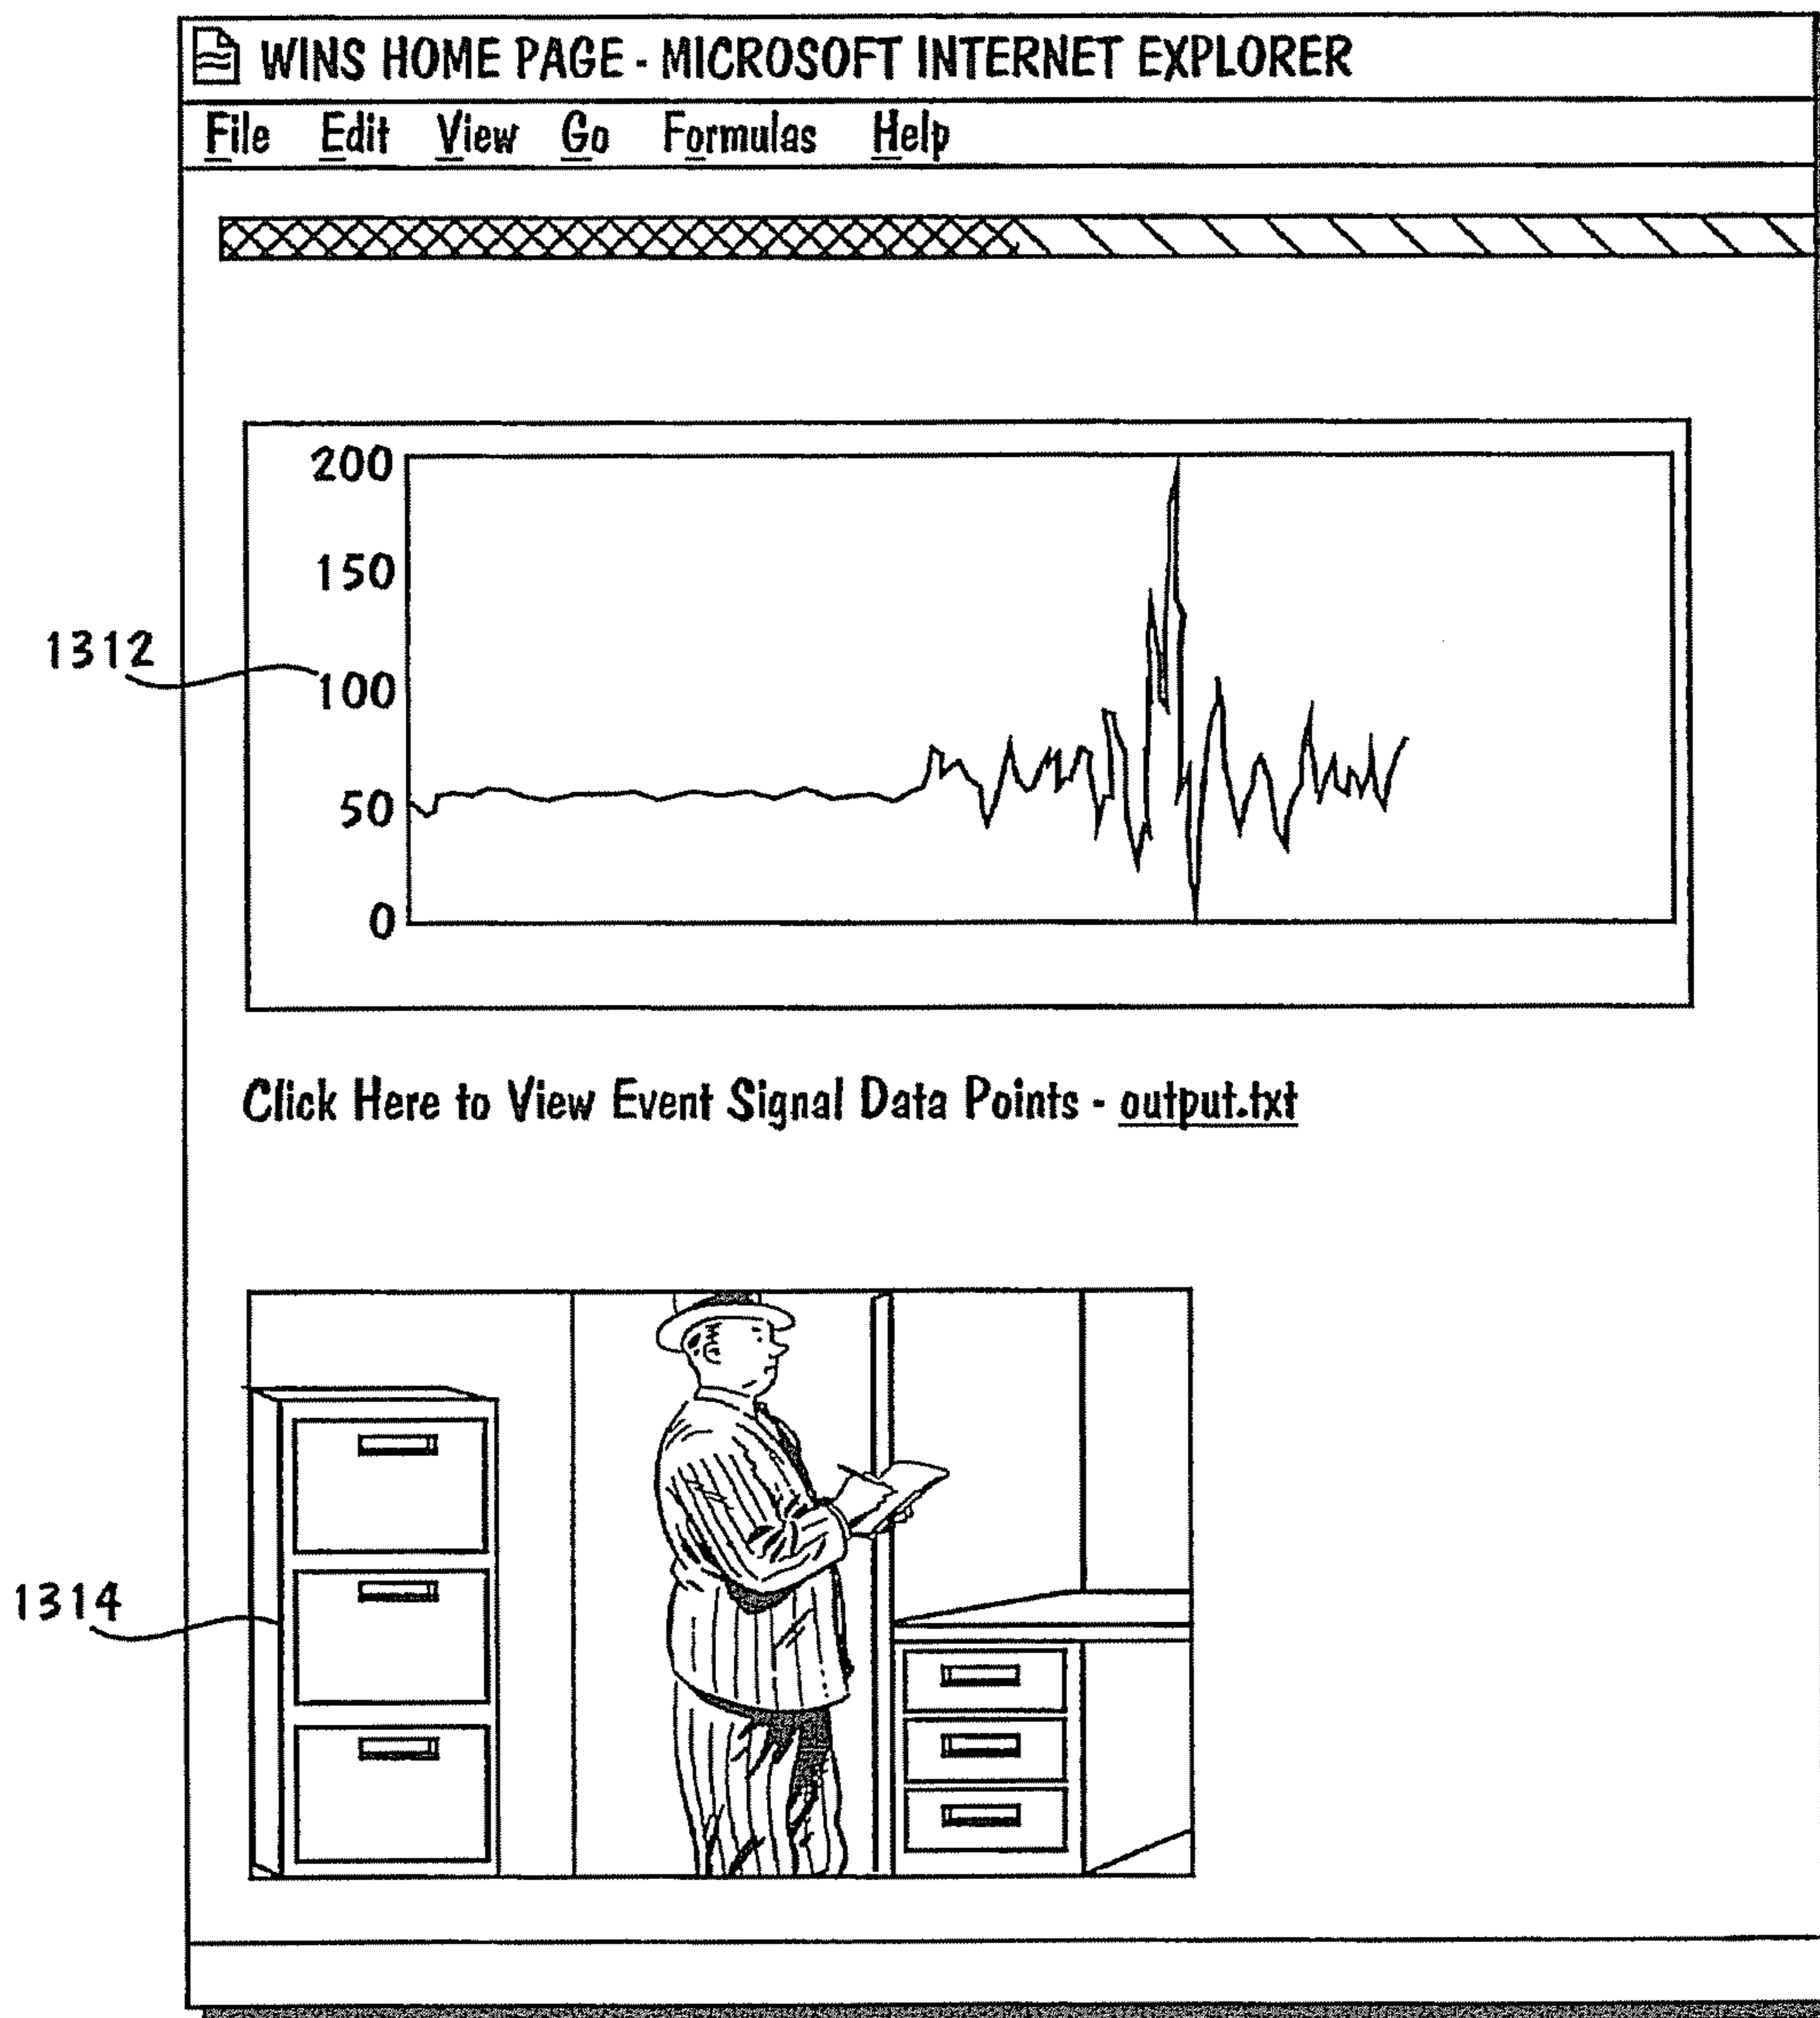 WINS HOME PAGE - MICROSOFT INTERNET EXPLORER
File Edit View Go Formulas Help
200
150
1312
100
50
0
Click Here to View Event Signal Data Points - output.txt
1314